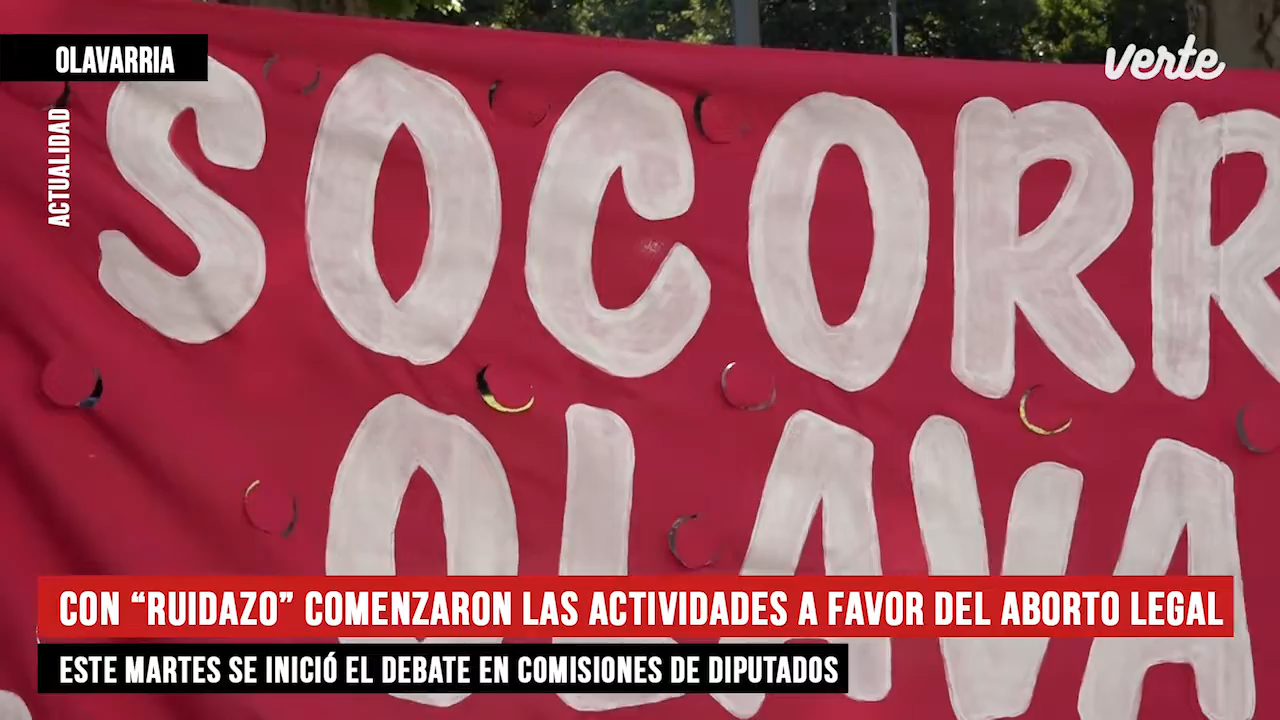 OLAVARRIA
verte
ACTUALIDAD
SOCORR
OLAVA
CON “RUIDAZO” COMENZARON LAS ACTIVIDADES A FAVOR DEL ABORTO LEGAL
ESTE MARTES SE INICIÓ EL DEBATE EN COMISIONES DE DIPUTADOS